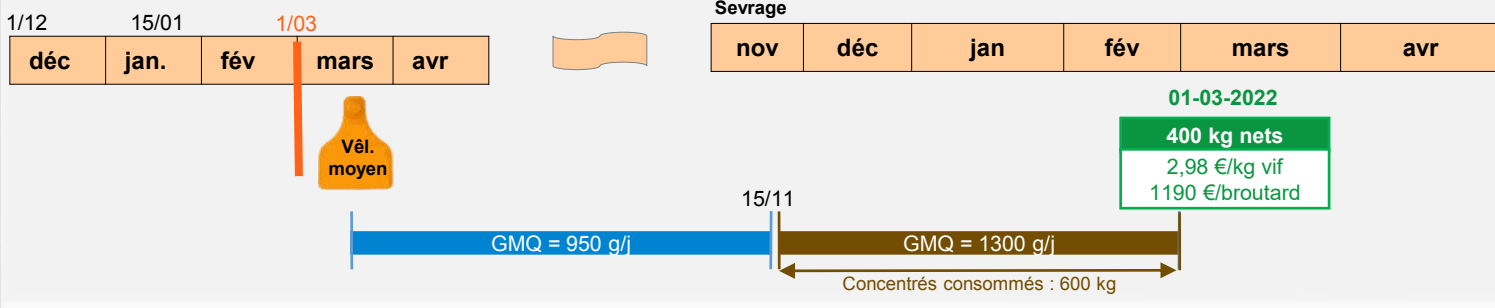 1/12 15/01 1/03
déc jan. fév mars avr
Sevrage
nov déc jan fév mars avr
Vêl.
moyen
01-03-2022
400 kg nets
2,98 €/kg vif
1190 €/broutard
15/11
GMQ = 950 g/j GMQ = 1300 g/j
Concentrés consommés : 600 kg